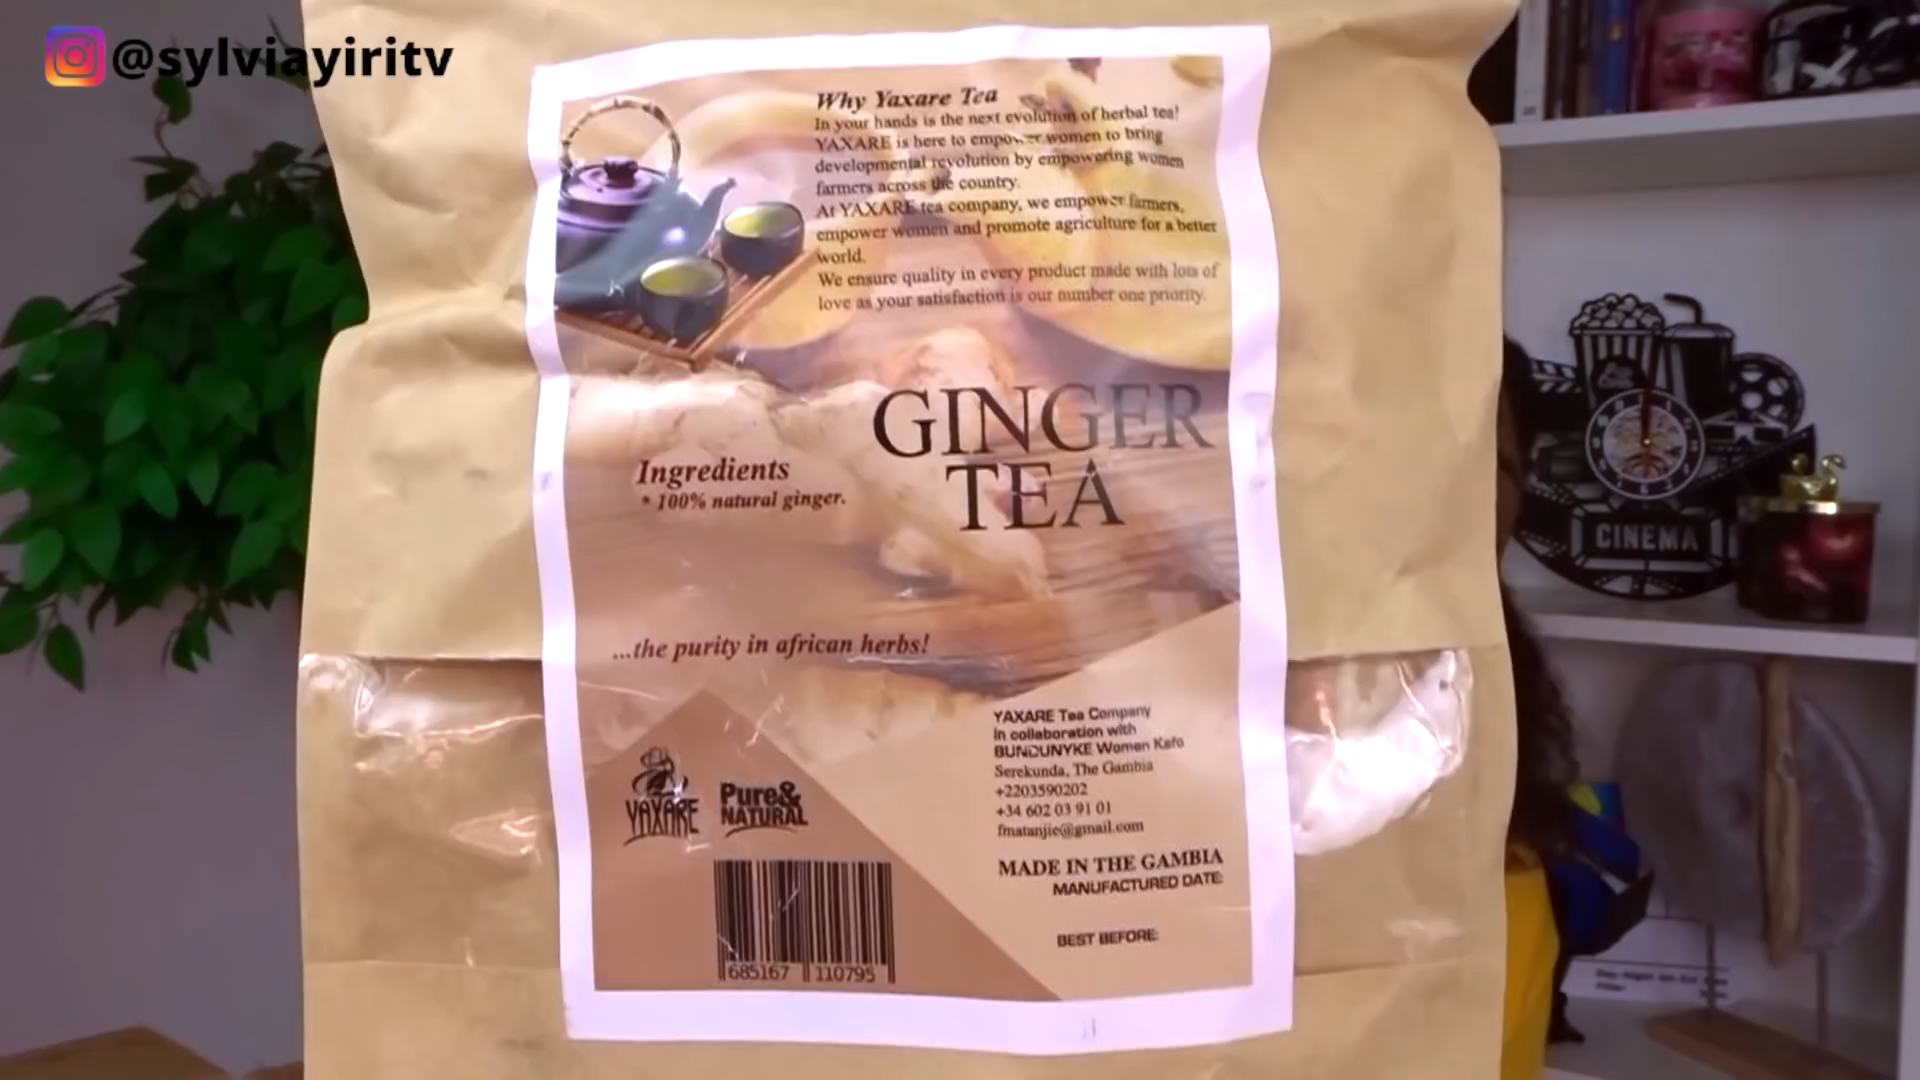 @sylviayiritv
Why Yaxare Tea
In your hands is the next evolution of herbal tea!
YAXARE is here to empower women to bring
developmental revolution by empowering women
farmers across the country.
At YAXARE tea company, we empower farmers,
empower women and promote agriculture for a better
world.
We ensure quality in every product made with lots of
love as your satisfaction is our number one priority.
GINGER
TEA
Ingredients
* 100% natural ginger.
...the purity in african herbs!
YAXARE Tea Company
in collaboration with
BUNDUNYKE Women Kafo
Serekunda, The Gambia
+2203590202
+34 602 03 91 01
fmatanjie@gmail.com
MADE IN THE GAMBIA
MANUFACTURED DATE:
BEST BEFORE:
YAXARE
Pure&
NATURAL
685167 110795
CINEMA